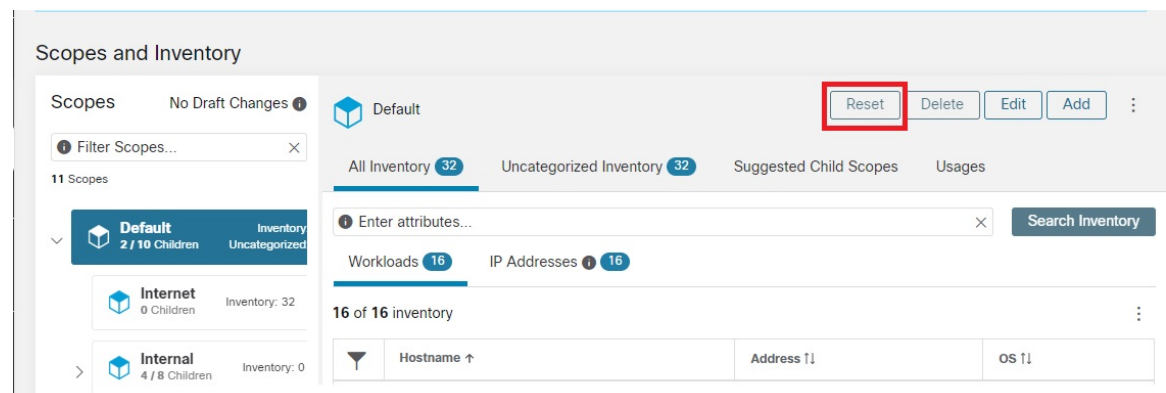 Scopes and Inventory
Scopes No Draft Changes
Default
Reset Delete Edit Add
Filter Scopes...
11 Scopes
All Inventory 32 Uncategorized Inventory 32 Suggested Child Scopes Usages
Default Inventory
2 / 10 Children Uncategorized
Enter attributes... Search Inventory
Workloads 16 IP Addresses 16
Internet Inventory: 32
0 Children
16 of 16 inventory
Internal Inventory: 0
4 / 8 Children
Hostname ↑ Address ↑↓ OS ↑↓